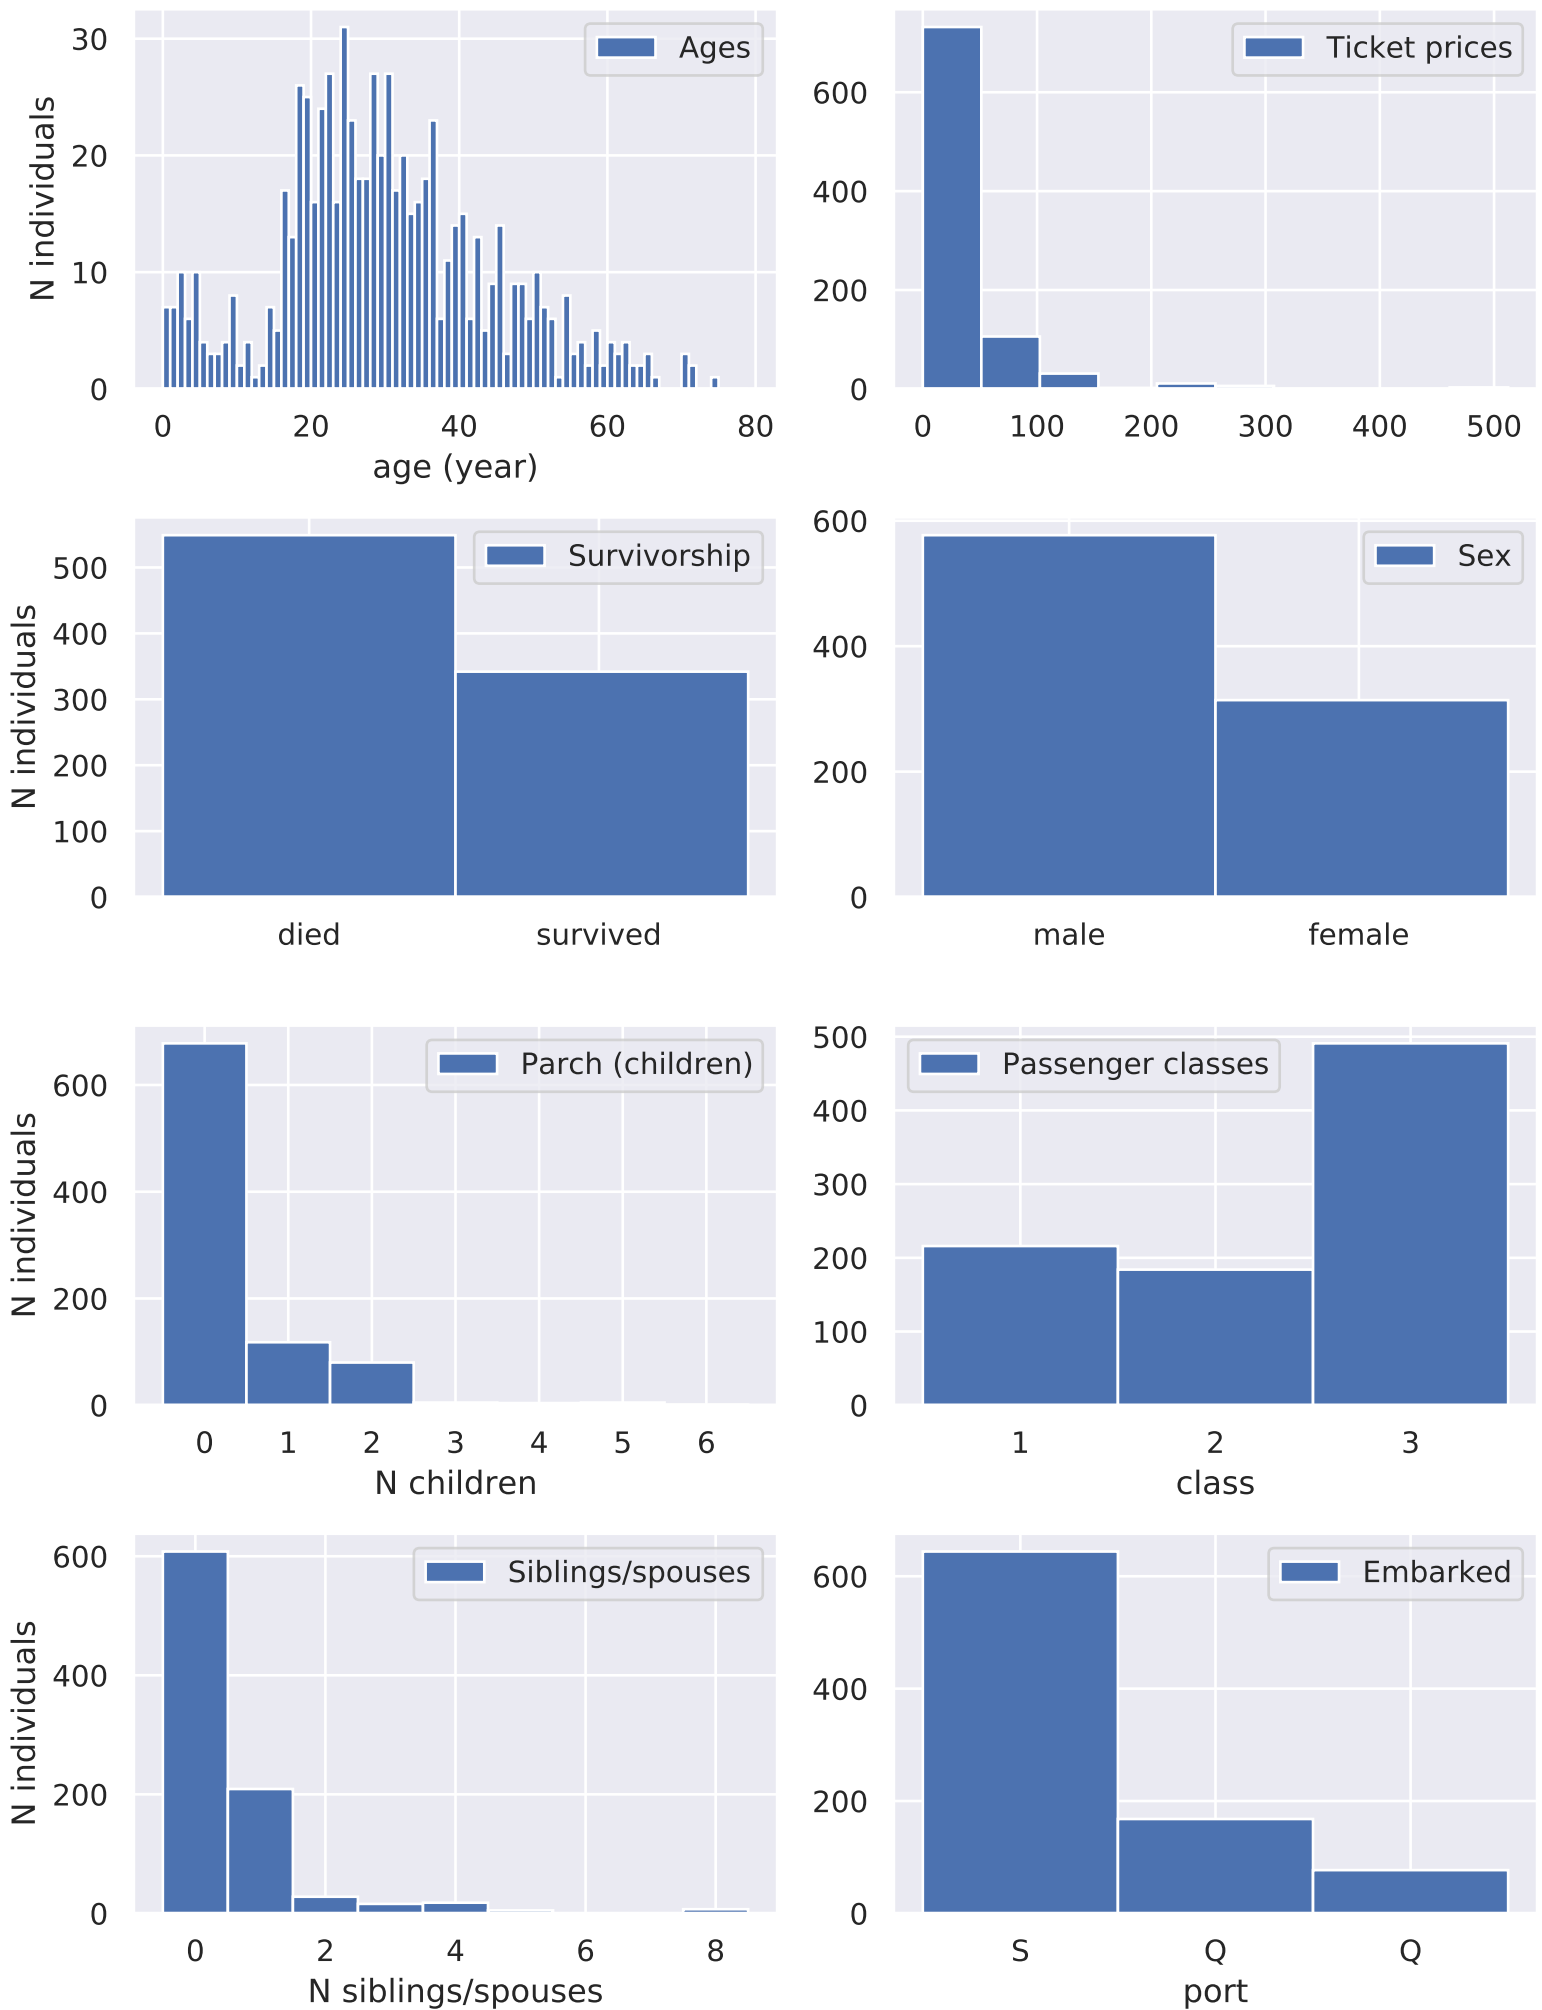 Ages
N individuals
30
20
10
0
0 20 40 60 80
age (year)
Ticket prices
600
400
200
0
0 100 200 300 400 500
Survivorship
N individuals
500
400
300
200
100
0
died survived
Sex
600
400
200
0
male female
Parch (children)
N individuals
600
400
200
0
0 1 2 3 4 5 6
N children
Passenger classes
500
400
300
200
100
0
1 2 3
class
Siblings/spouses
N individuals
600
400
200
0
0 2 4 6 8
N siblings/spouses
Embarked
600
400
200
0
S Q Q
port